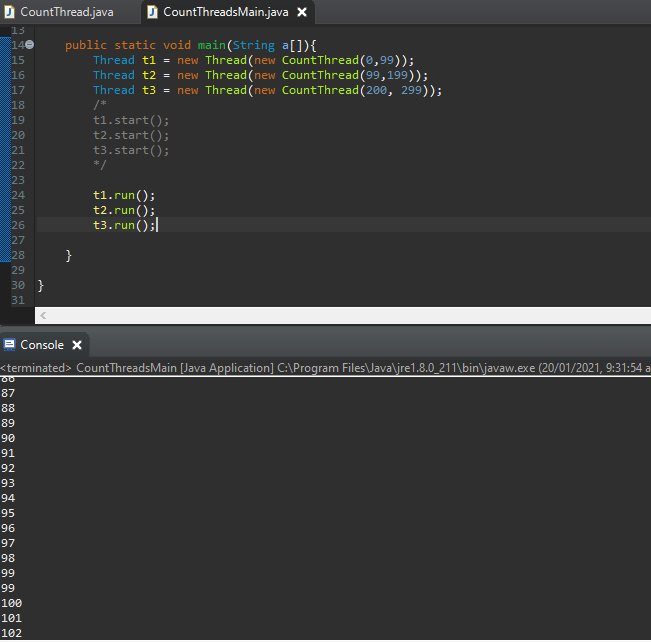 CountThread.java CountThreadsMain.java
13
14 public static void main(String a[]){
15 Thread t1 = new Thread(new CountThread(0,99));
16 Thread t2 = new Thread(new CountThread(99,199));
17 Thread t3 = new Thread(new CountThread(200, 299));
18 /*
19 t1.start();
20 t2.start();
21 t3.start();
22 */
23
24 t1.run();
25 t2.run();
26 t3.run();
27
28 }
29
30 }
31
Console
<terminated> CountThreadsMain [Java Application] C:\Program Files\Java\jre1.8.0_211\bin\javaw.exe (20/01/2021, 9:31:54 a
86
87
88
89
90
91
92
93
94
95
96
97
98
99
99
100
101
102